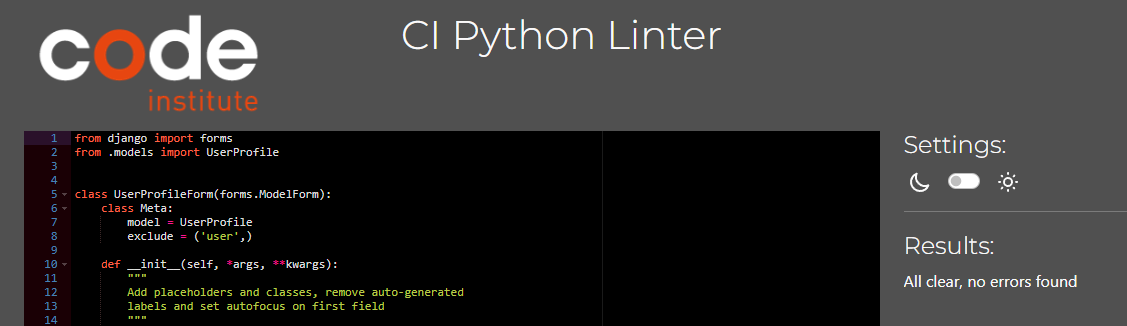 code
institute
CI Python Linter
1 from django import forms
2 from .models import UserProfile
3
4
5 class UserProfileForm(forms.ModelForm):
6     class Meta:
7         model = UserProfile
8         exclude = ('user',)
9
10     def __init__(self, *args, **kwargs):
11         """
12         Add placeholders and classes, remove auto-generated
13         labels and set autofocus on first field
14         """
Settings:
Results:
All clear, no errors found